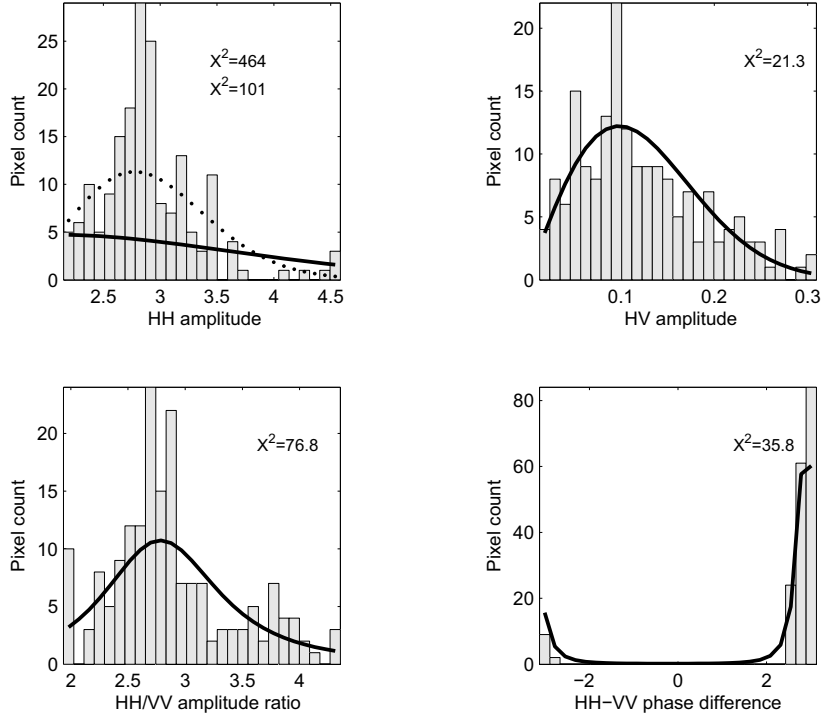 25
20
15
10
5
0
Pixel count
X²=464
X²=101
2.5 3 3.5 4 4.5
HH amplitude
20
15
10
5
0
Pixel count
X²=21.3
0.1 0.2 0.3
HV amplitude
20
15
10
5
0
Pixel count
X²=76.8
2 2.5 3 3.5 4
HH/VV amplitude ratio
80
60
40
20
0
Pixel count
X²=35.8
−2 0 2
HH−VV phase difference